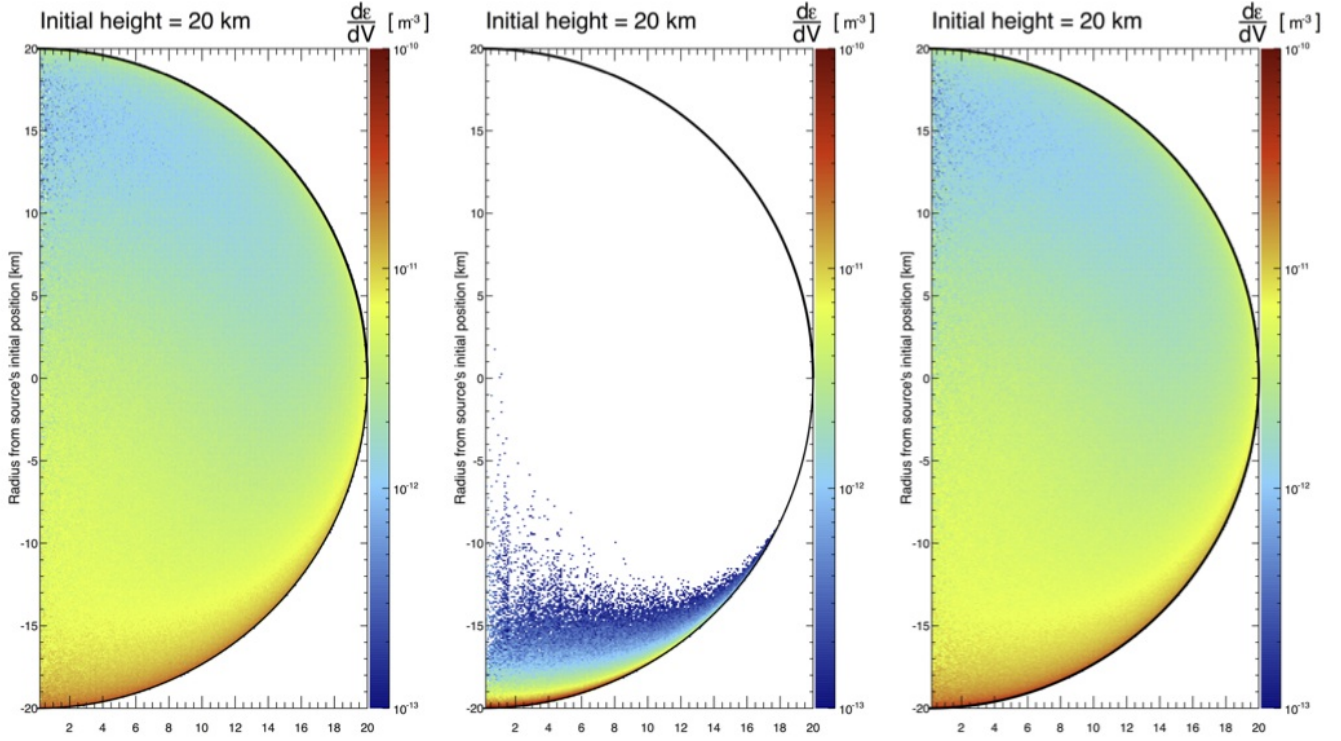 Initial height = 20 km
dε
dV
[ m-3 ]
10-10
10-11
10-12
10-13
Radius from source's initial position [km]
20
15
10
5
0
-5
-10
-15
-20
2 4 6 8 10 12 14 16 18 20
Initial height = 20 km
dε
dV
[ m-3 ]
10-10
10-11
10-12
10-13
Radius from source's initial position [km]
20
15
10
5
0
-5
-10
-15
-20
2 4 6 8 10 12 14 16 18 20
Initial height = 20 km
dε
dV
[ m-3 ]
10-10
10-11
10-12
10-13
Radius from source's initial position [km]
20
15
10
5
0
-5
-10
-15
-20
2 4 6 8 10 12 14 16 18 20